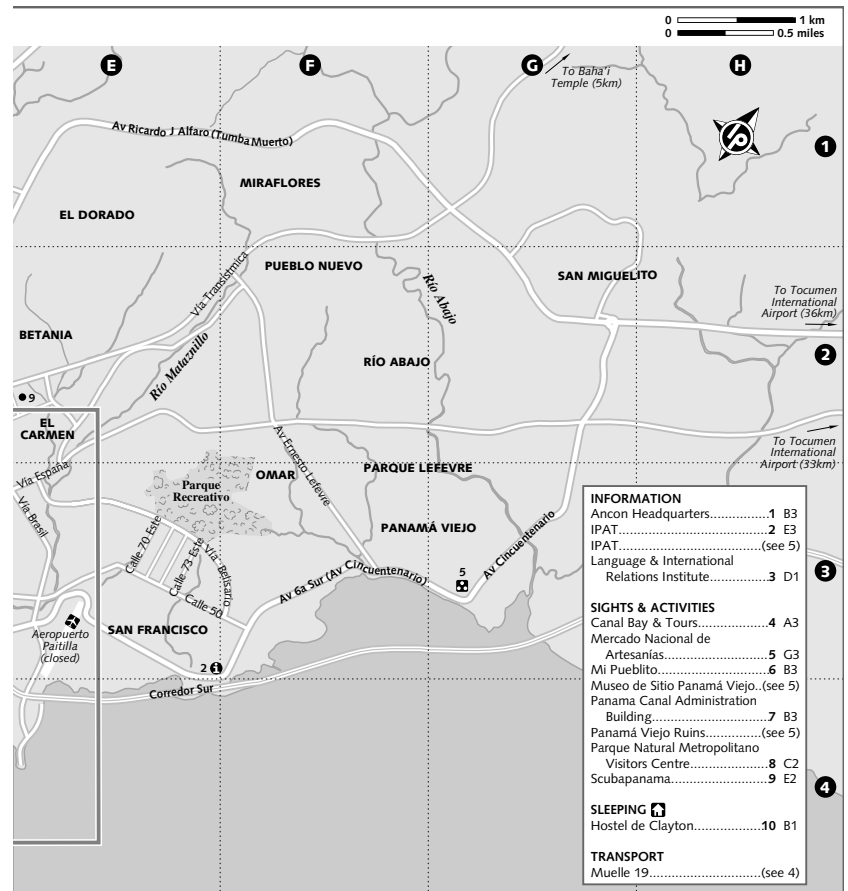 0 1 km
0 0.5 miles
E
F
G
H
To Baha'i
Temple (5km)
1
Av Ricardo J Alfaro (Tumba Muerto)
MIRAFLORES
EL DORADO
PUEBLO NUEVO
Vía Transístmica
Río Abajo
SAN MIGUELITO
To Tocumen
International
Airport (36km)
BETANIA
Río Mataznillo
RÍO ABAJO
2
9
EL
CARMEN
Av Ernesto Lefevre
To Tocumen
International
Airport (33km)
Vía España
PARQUE LEFEVRE
OMAR
Parque
Recreativo
Vía Brasil
PANAMÁ VIEJO
Av Cincuentenario
Calle 70 Este
Calle 73 Este
Vía Belisario
Av 6a Sur (Av Cincuentenario)
5
3
Calle 50
SAN FRANCISCO
Aeropuerto
Paitilla
(closed)
2
Corredor Sur
4
INFORMATION
Ancon Headquarters................1 B3
IPAT....................................2 E3
IPAT................................(see 5)
Language & International
Relations Institute................3 D1
SIGHTS & ACTIVITIES
Canal Bay & Tours.................4 A3
Mercado Nacional de
Artesanías.........................5 G3
Mi Pueblito..........................6 B3
Museo de Sitio Panamá Viejo..(see 5)
Panama Canal Administration
Building............................7 B3
Panamá Viejo Ruins.............(see 5)
Parque Natural Metropolitano
Visitors Centre....................8 C2
Scubapanama.......................9 E2
SLEEPING
Hostel de Clayton................10 B1
TRANSPORT
Muelle 19..........................(see 4)